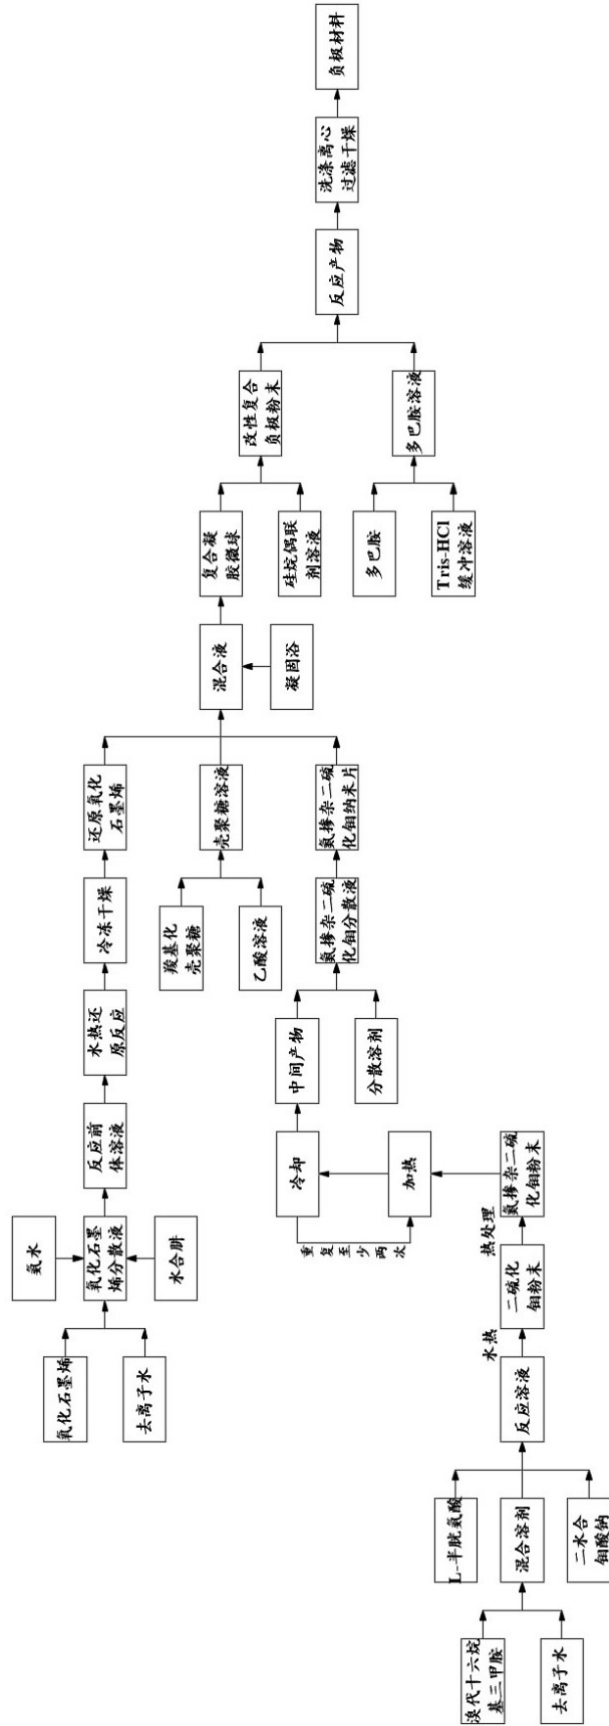 氨水
氧化石墨烯
去离子水
氧化石墨
烯分散液
水合肼
反应前
体溶液
水热还
原反应
冷冻干燥
还原氧化
石墨烯
羧基化
壳聚糖
乙酸溶液
壳聚糖溶液
溴代十六烷
基三甲胺
去离子水
L-半胱氨酸
混合溶剂
二水合
钼酸钠
反应溶液
水热
二硫化
钼粉末
热处理
氮掺杂二硫
化钼粉末
加热
冷却
重复至少两次
中间产物
分散溶剂
氮掺杂二硫
化钼分散液
氮掺杂二硫
化钼纳米片
混合液
凝固浴
复合凝
胶微球
硅烷偶联
剂溶液
改性复合
负极粉末
多巴胺
Tris-HCl
缓冲溶液
多巴胺溶液
反应产物
洗涤离心
过滤干燥
负极材料